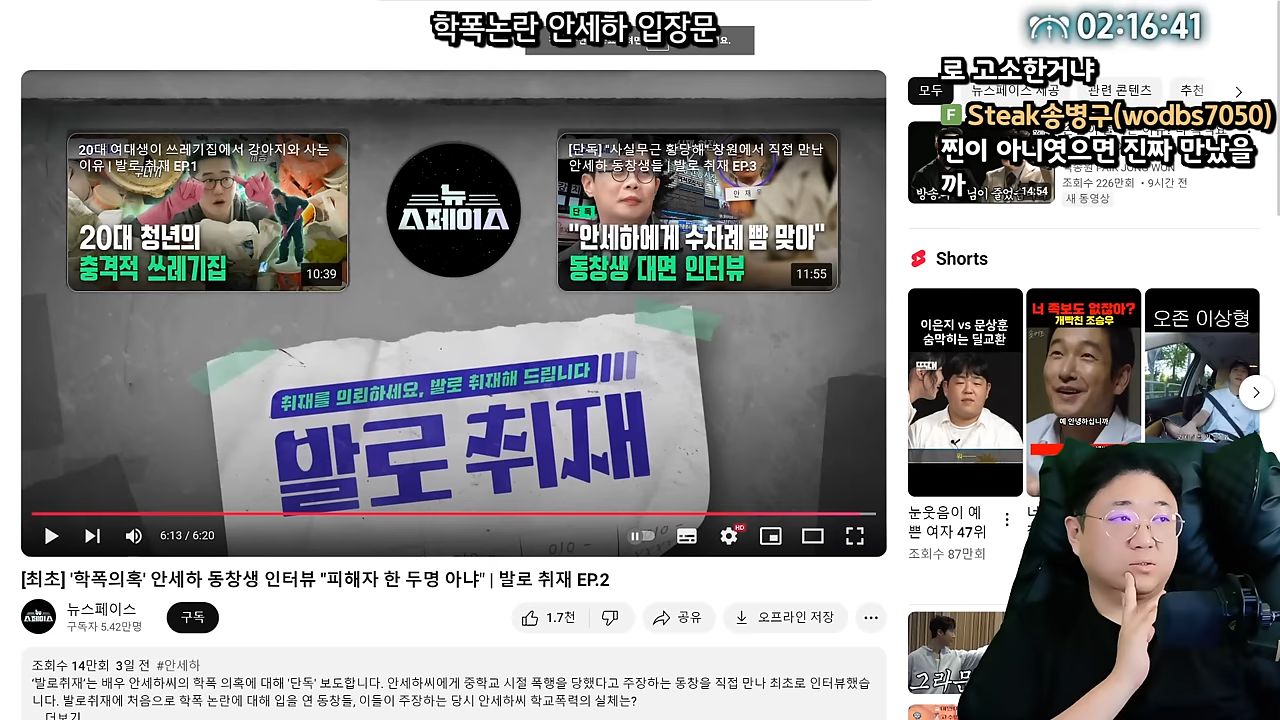 학폭논란 안세하 입장문
02:16:41
로 고소한거냐
F Steak송병구(wodbs7050)
찐이 아니엿으면 진짜 만났을
까
모두
뉴스페이스 제공
관련 콘텐츠
추천
조회수 226만회 • 9시간 전
새 동영상
14:54
20대 여대생이 쓰레기집에서 강아지와 사는
이유 | 발로 취재 EP.1
20대 청년의
충격적 쓰레기집
10:39
뉴
스페이스
[단독] "사실무근 황당해" 창원에서 직접 만난
안세하 동창생들 | 발로 취재 EP.3
단독
"안세하에게 수차례 뺨 맞아"
동창생 대면 인터뷰
11:55
취재를 의뢰하세요, 발로 취재해 드립니다
발로 취재
6:13 / 6:20
HD
[최초] '학폭의혹' 안세하 동창생 인터뷰 "피해자 한 두명 아냐" | 발로 취재 EP.2
뉴스페이스
구독자 5.42만명
구독
1.7천
공유
오프라인 저장
조회수 14만회 3일 전 #안세하
'발로취재'는 배우 안세하씨의 학폭 의혹에 대해 '단독' 보도합니다. 안세하씨에게 중학교 시절 폭행을 당했다고 주장하는 동창을 직접 만나 최초로 인터뷰했습
니다. 발로취재에 처음으로 학폭 논란에 대해 입을 연 동창들, 이들이 주장하는 당시 안세하씨 학교폭력의 실체는?
...더보기
Shorts
이은지 vs 문상훈
숨막히는 딜교환
너 족보도 없잖아?
개빡친 조승우
예 안녕하십니까
오존 이상형
눈웃음이 예
쁜 여자 47위
조회수 87만회